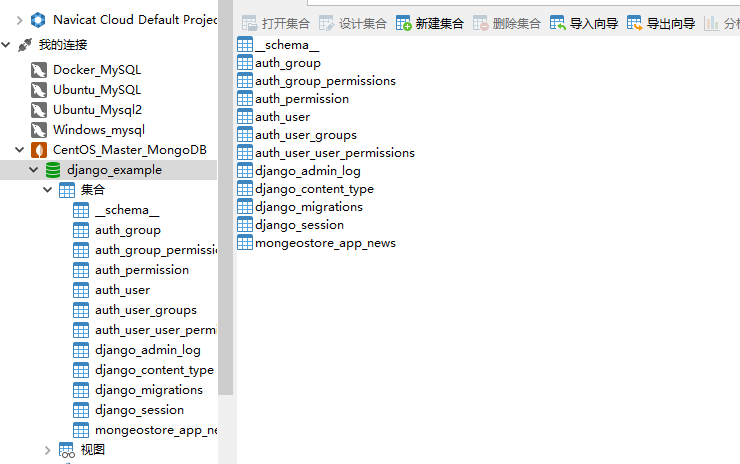 Navicat Cloud Default Projec
我的连接
Docker_MySQL
Ubuntu_MySQL
Ubuntu_Mysql2
Windows_mysql
CentOS_Master_MongoDB
django_example
集合
__schema__
auth_group
auth_group_permissi
auth_permission
auth_user
auth_user_groups
auth_user_user_permi
django_admin_log
django_content_type
django_migrations
django_session
mongeostore_app_ne
视图
打开集合 设计集合 新建集合 删除集合 导入向导 导出向导 分析
__schema__
auth_group
auth_group_permissions
auth_permission
auth_user
auth_user_groups
auth_user_user_permissions
django_admin_log
django_content_type
django_migrations
django_session
mongeostore_app_news